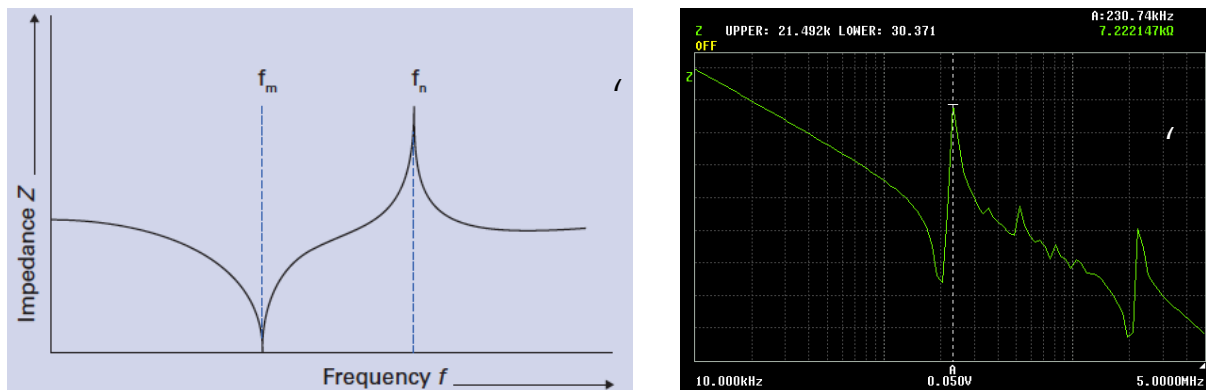 Impedance Z
fm
fn
Frequency f
A:230.74kHz
Z UPPER: 21.492k LOWER: 30.371 7.222147kΩ
OFF
Z
A
10.000kHz 0.050V 5.0000MHz